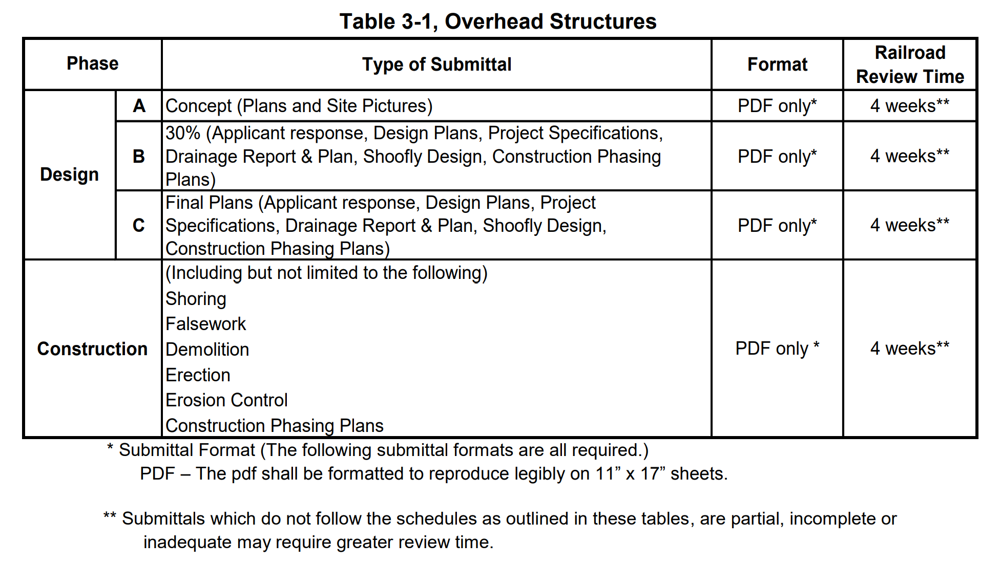 Table 3-1, Overhead Structures
Phase
Type of Submittal
Format
Railroad
Review Time
Design
A
Concept (Plans and Site Pictures)
PDF only*
4 weeks**
B
30% (Applicant response, Design Plans, Project Specifications,
Drainage Report & Plan, Shoofly Design, Construction Phasing
Plans)
PDF only*
4 weeks**
C
Final Plans (Applicant response, Design Plans, Project
Specifications, Drainage Report & Plan, Shoofly Design,
Construction Phasing Plans)
PDF only*
4 weeks**
Construction
(Including but not limited to the following)
Shoring
Falsework
Demolition
Erection
Erosion Control
Construction Phasing Plans
PDF only *
4 weeks**
* Submittal Format (The following submittal formats are all required.)
PDF – The pdf shall be formatted to reproduce legibly on 11” x 17” sheets.
** Submittals which do not follow the schedules as outlined in these tables, are partial, incomplete or
inadequate may require greater review time.